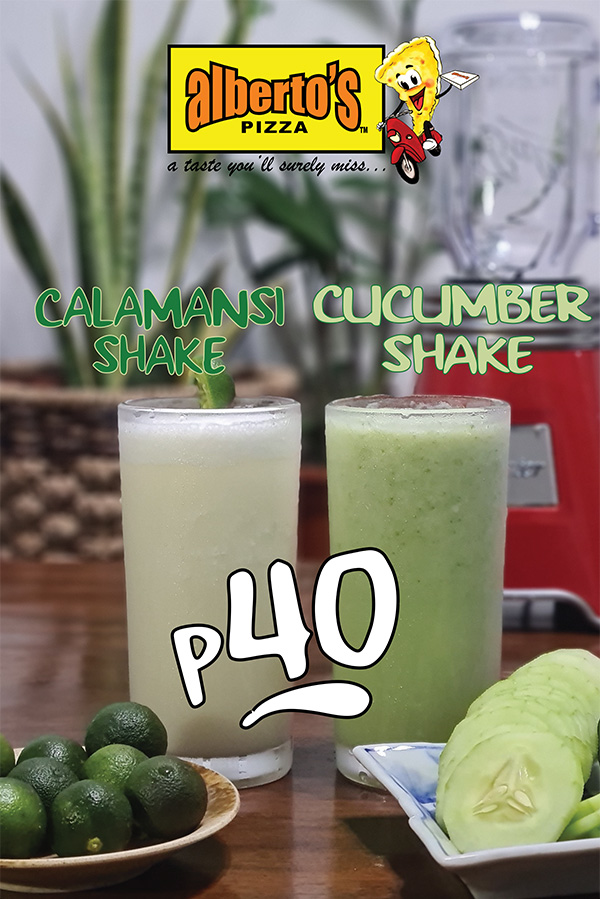 alberto's
PIZZA
TM
a taste you'll surely miss...
CALAMANSI
SHAKE
CUCUMBER
SHAKE
P40